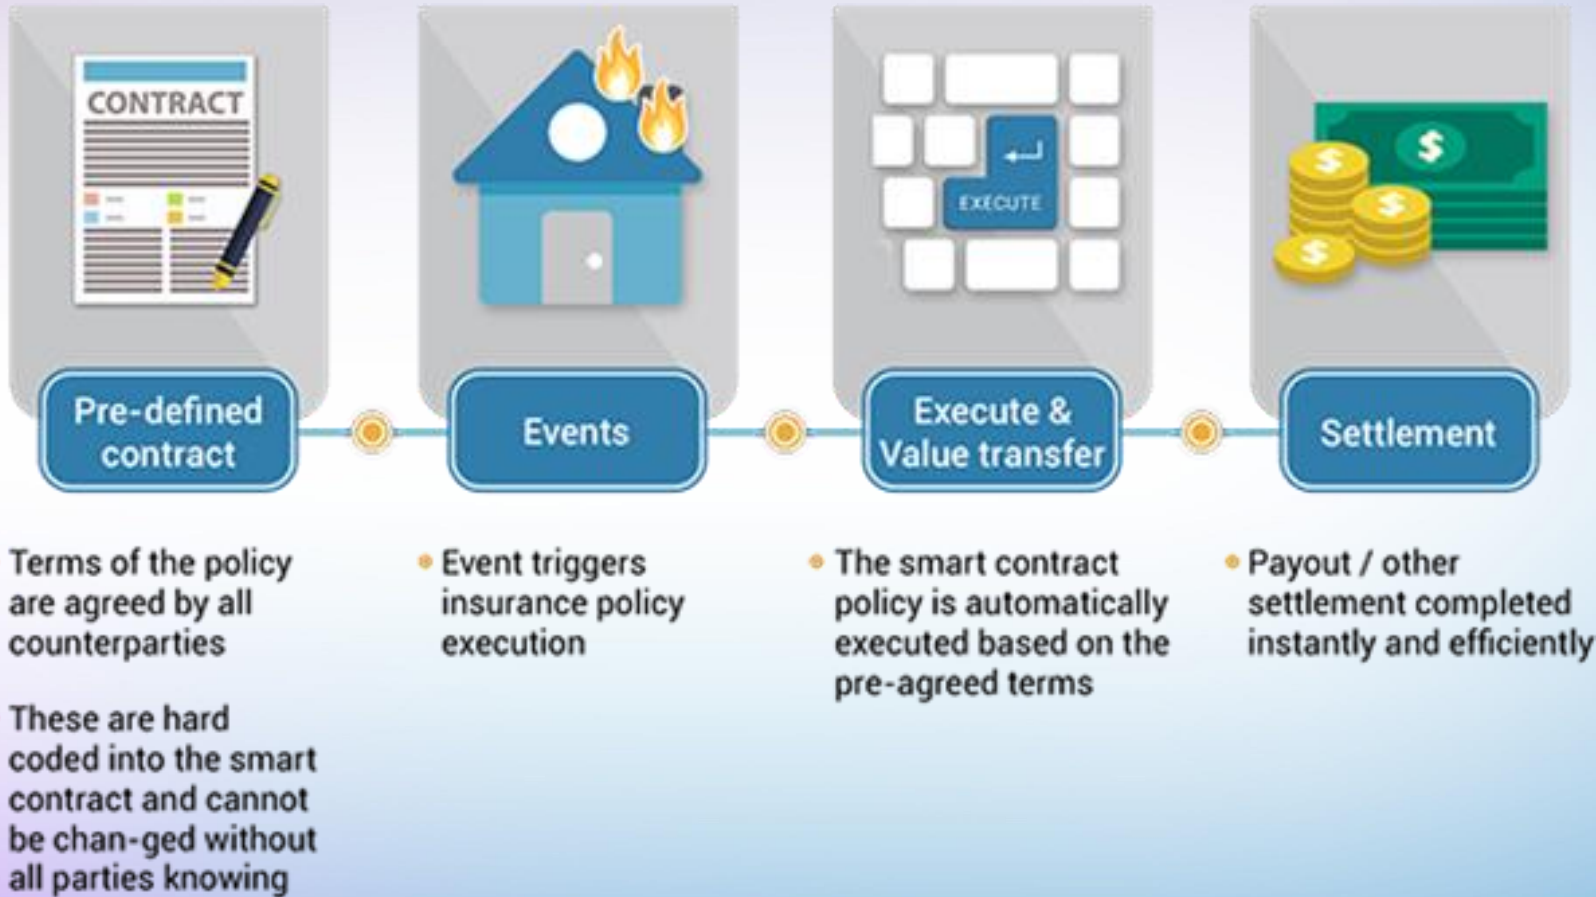 CONTRACT
EXECUTE
$
$
$
$
Pre-defined
contract
Events
Execute &
Value transfer
Settlement
Terms of the policy
are agreed by all
counterparties
These are hard
coded into the smart
contract and cannot
be chan-ged without
all parties knowing
Event triggers
insurance policy
execution
The smart contract
policy is automatically
executed based on the
pre-agreed terms
Payout / other
settlement completed
instantly and efficiently